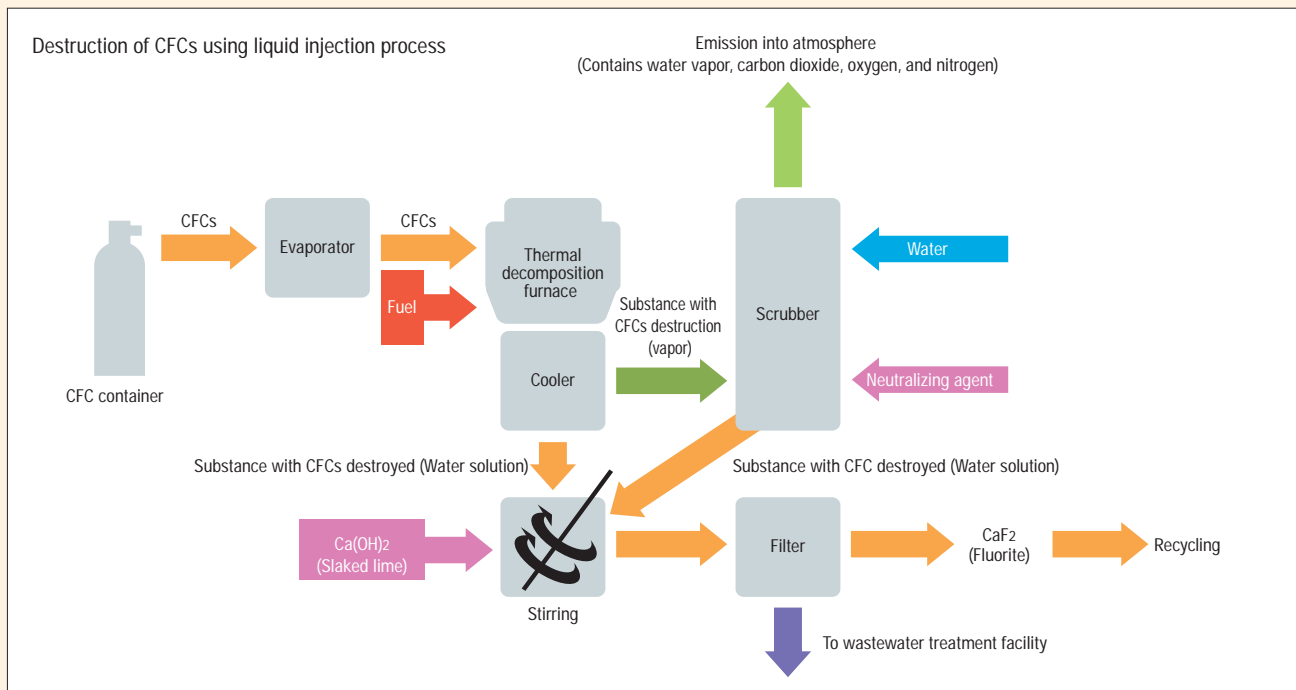 Destruction of CFCs using liquid injection process
Emission into atmosphere
(Contains water vapor, carbon dioxide, oxygen, and nitrogen)
CFCs
CFCs
Evaporator
Thermal
decomposition
furnace
Water
Fuel
Substance with
CFCs destruction
(vapor)
Scrubber
CFC container
Cooler
Neutralizing agent
Substance with CFCs destroyed (Water solution)
Substance with CFC destroyed (Water solution)
Ca(OH)2
(Slaked lime)
Stirring
Filter
CaF2
(Fluorite)
Recycling
To wastewater treatment facility